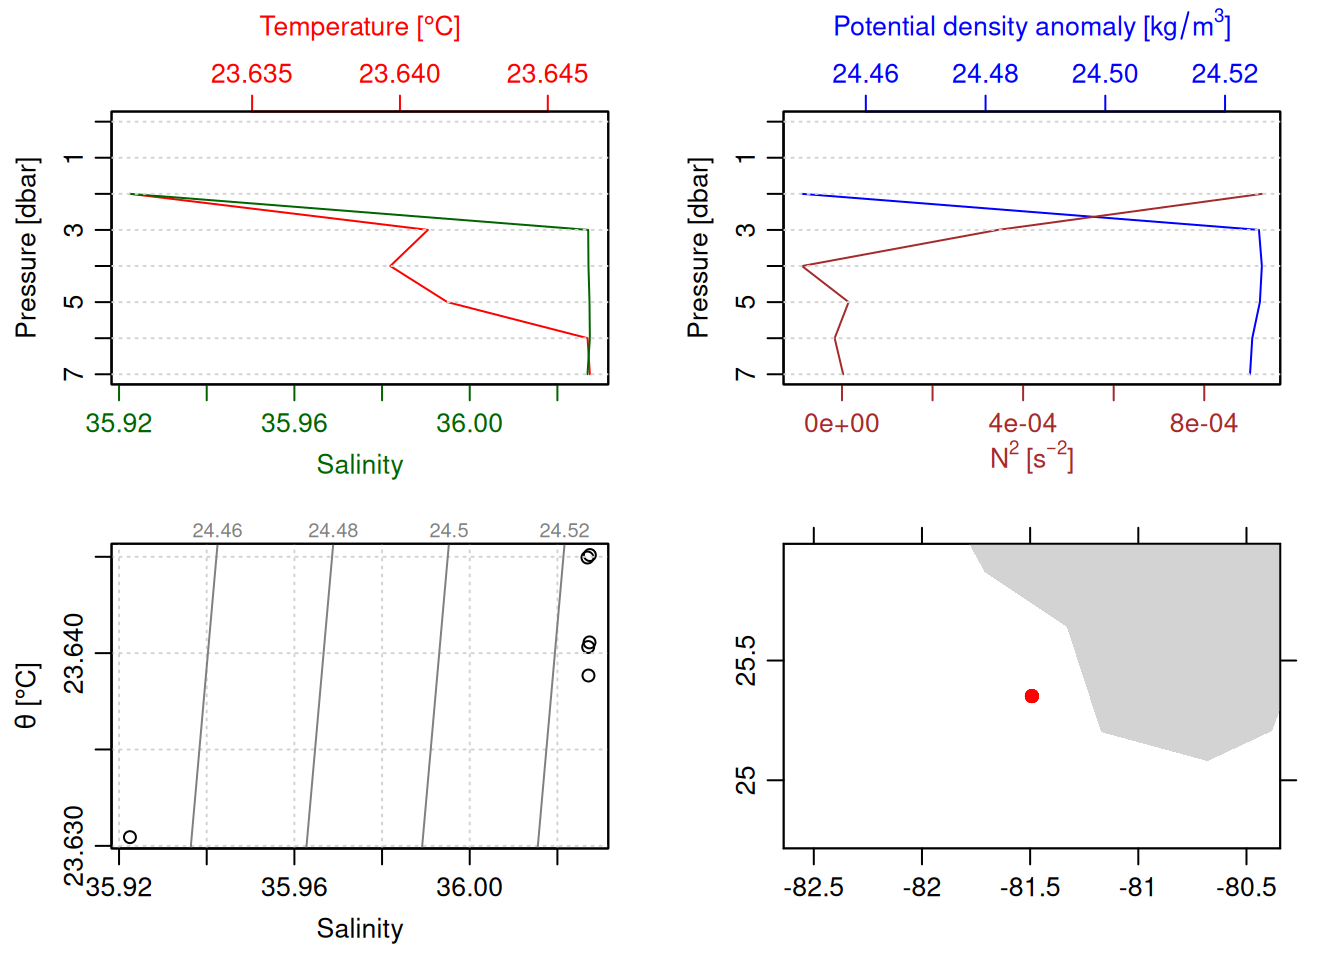 Temperature [°C]
23.635 23.640 23.645
Pressure [dbar]
1
3
5
7
35.92 35.96 36.00
Salinity
Potential density anomaly [kg/m³]
24.46 24.48 24.50 24.52
Pressure [dbar]
1
3
5
7
0e+00 4e-04 8e-04
N² [s⁻²]
24.46 24.48 24.5 24.52
θ [°C]
23.640
23.630
35.92 35.96 36.00
Salinity
25.5
25
-82.5 -82 -81.5 -81 -80.5